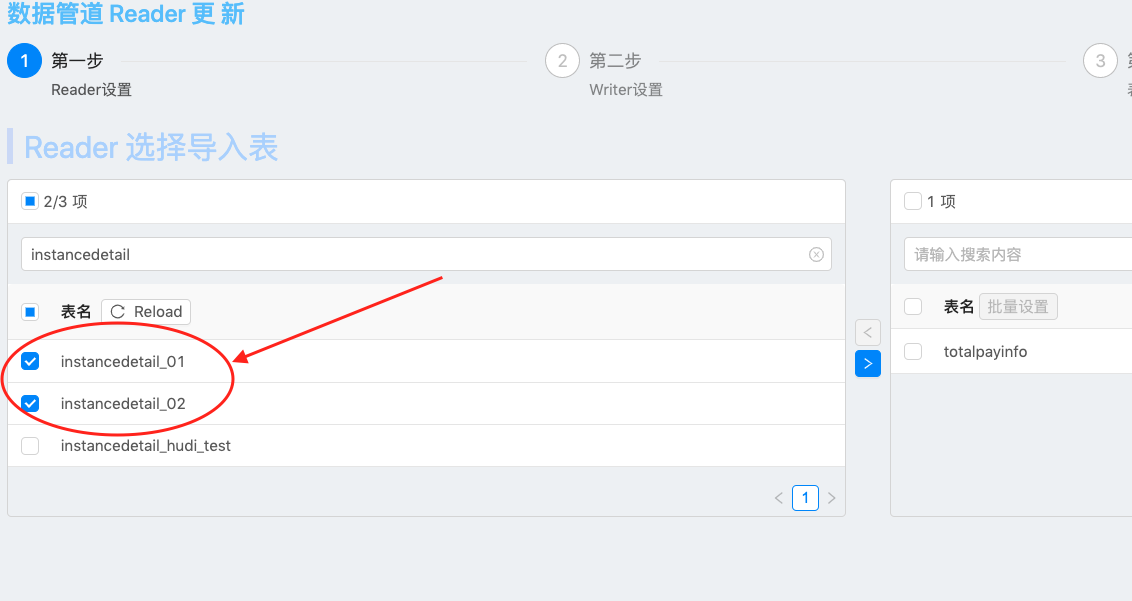 数据管道 Reader 更 新
1 第一步
Reader设置
2 第二步
Writer设置
3
Reader 选择导入表
2/3 项
instancedetail
表名 Reload
instancedetail_01
instancedetail_02
instancedetail_hudi_test
1
1 项
请输入搜索内容
表名 批量设置
totalpayinfo